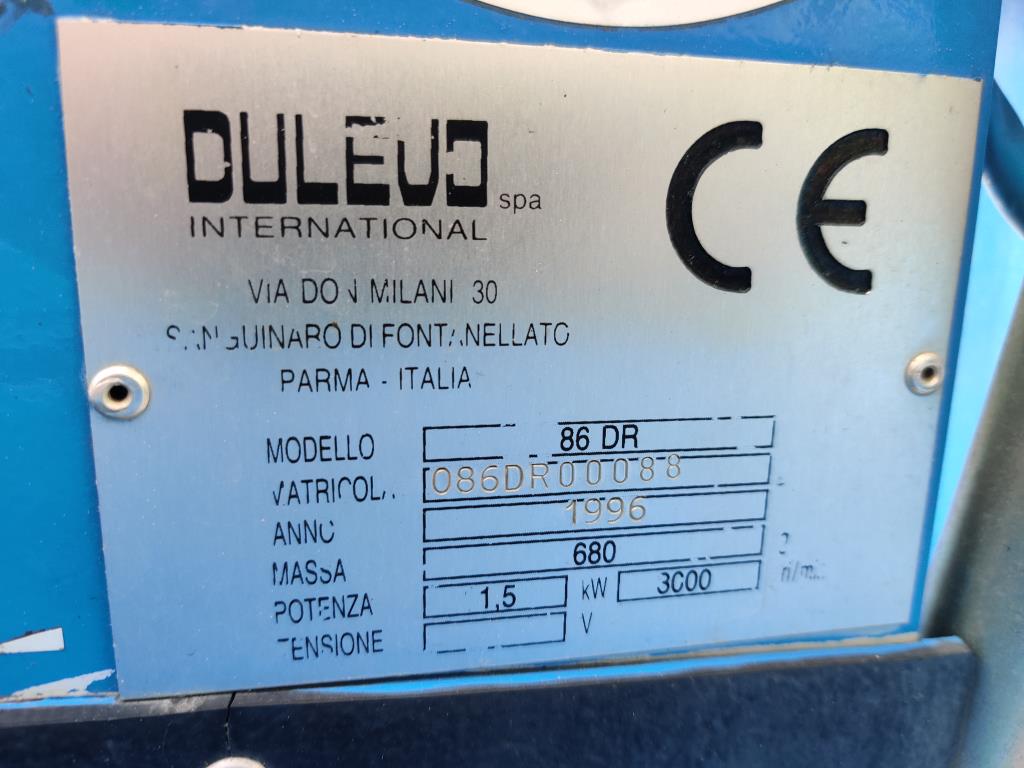 DULEVO spa
INTERNATIONAL
CE
VIA DON MILANI 30
SANGUINARO DI FONTANELLATO
PARMA - ITALIA
MODELLO 86 DR
MATRICOLA 086DR00088
ANNO 1996
MASSA 680
POTENZA 1,5 kW 3000
TENSIONE V